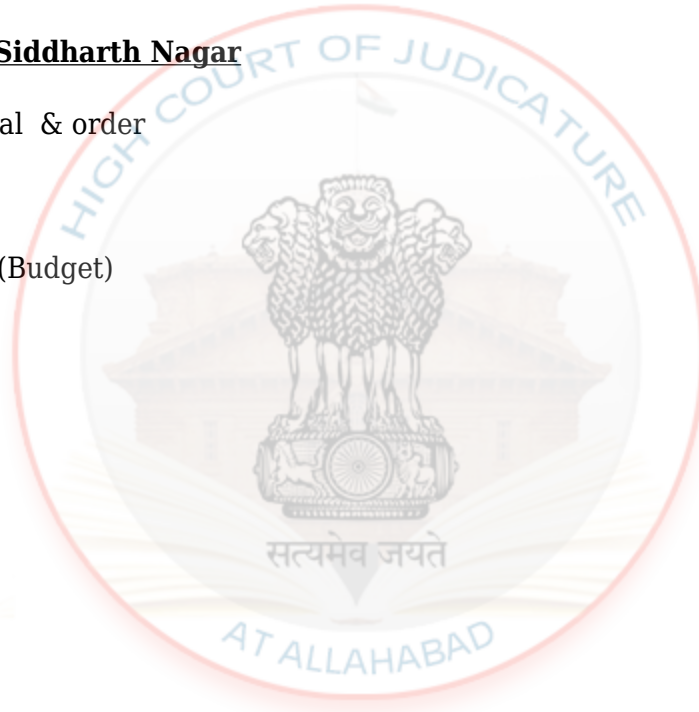 Siddharth Nagar
HIGH COURT OF JUDICATURE
al & order
(Budget)
सत्यमेव जयते
AT ALLAHABAD